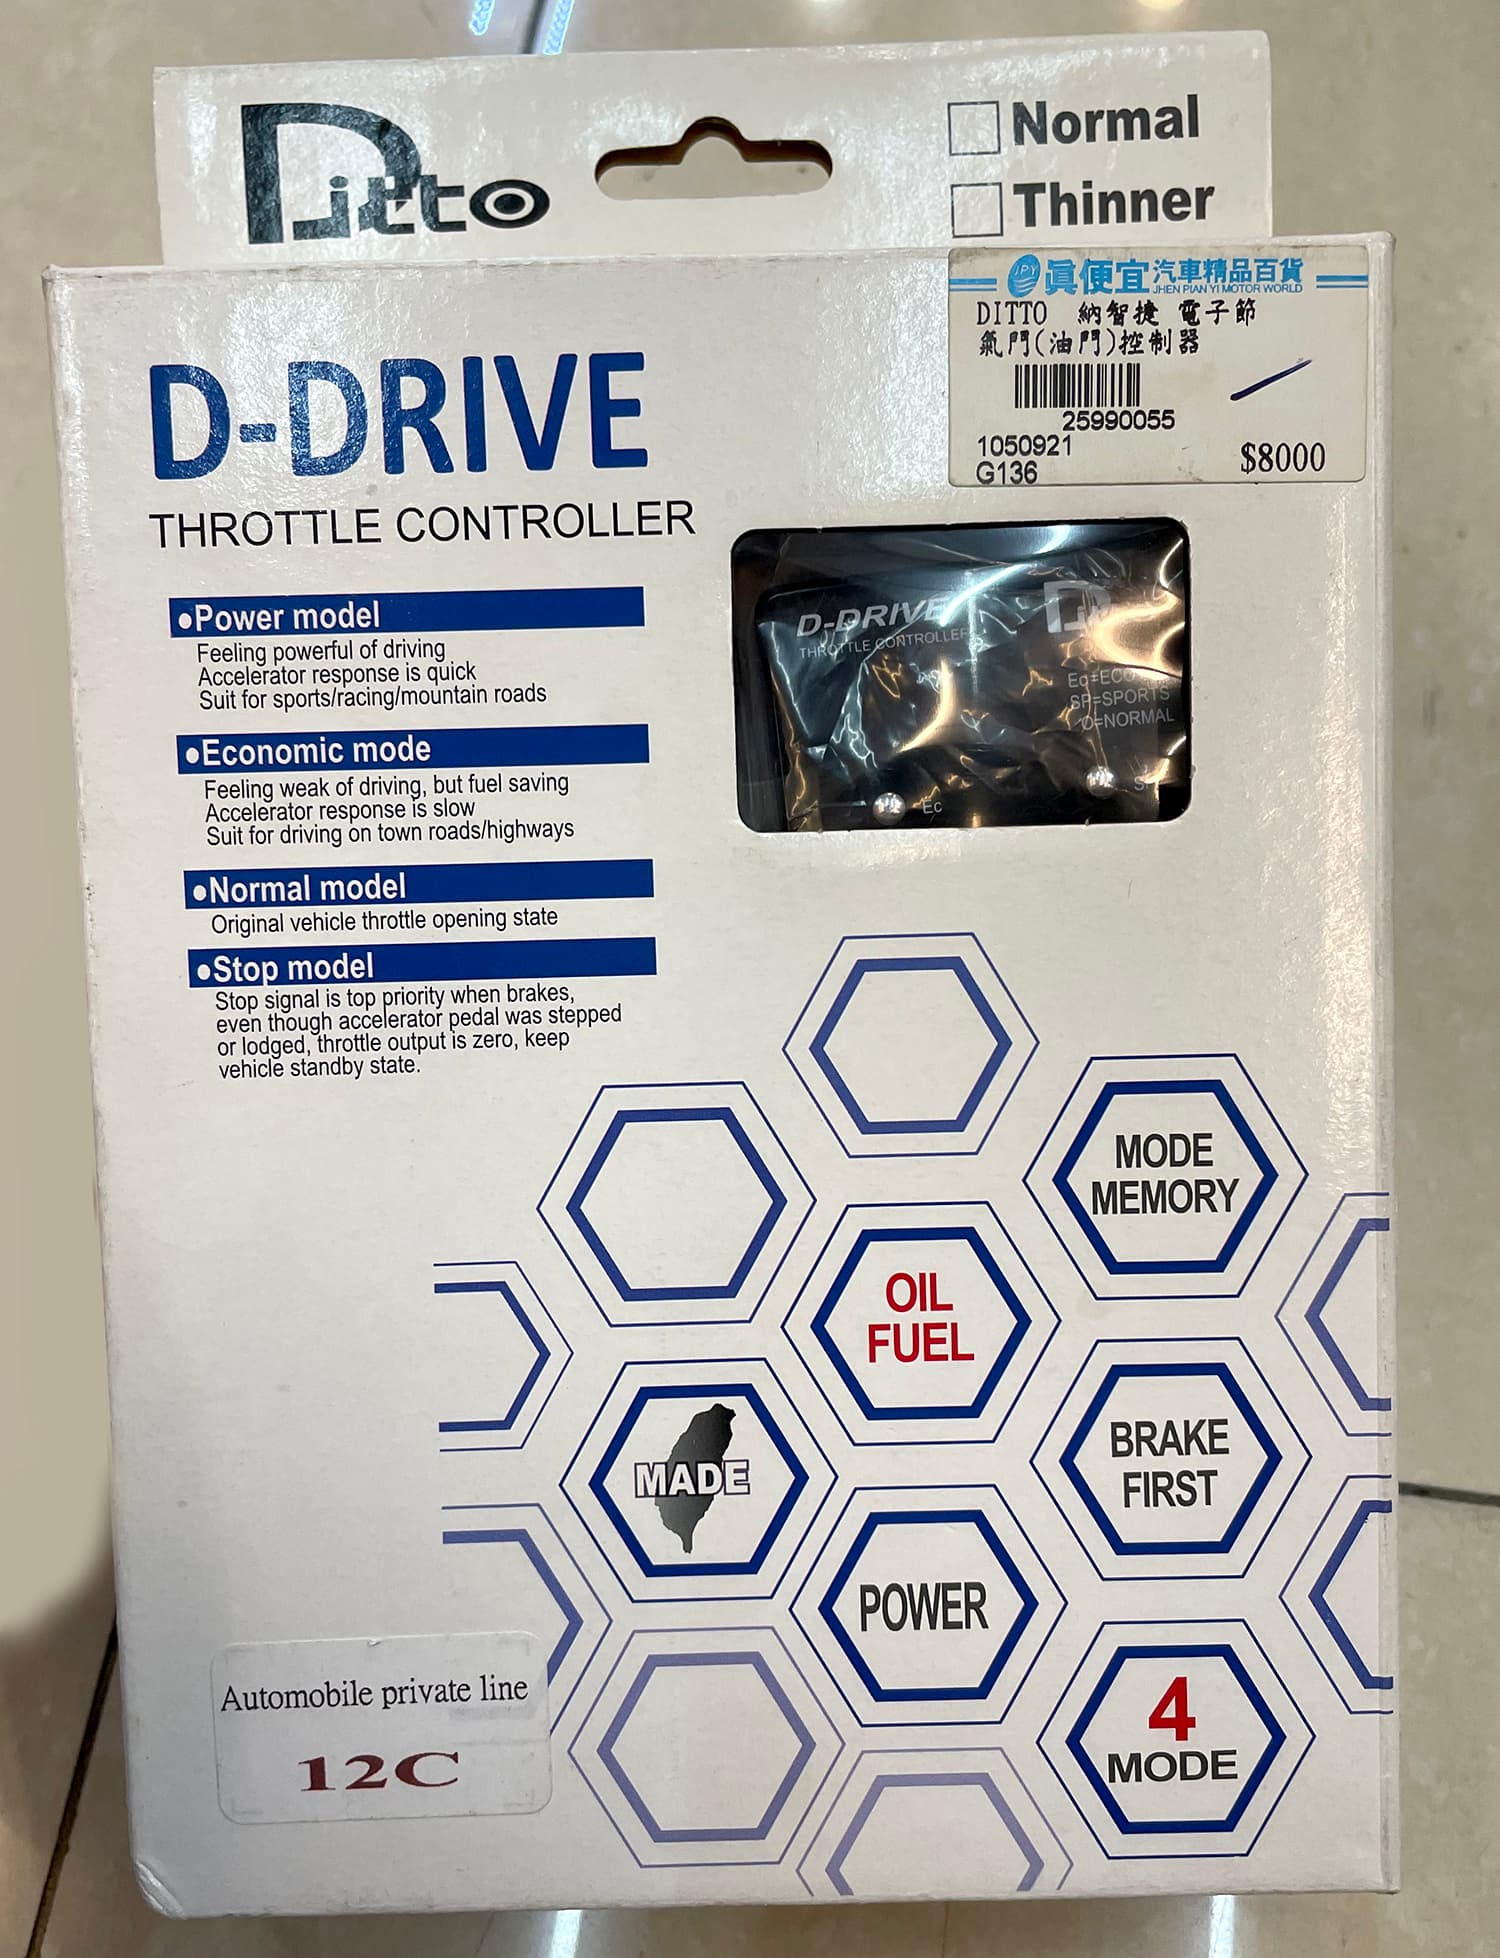 Ditto
Normal
Thinner
JPY 眞便宜 汽車精品百貨
JHEN PIAN YI MOTOR WORLD
DITTO 納智捷 電子節
氣門(油門)控制器
25990055
1050921
G136
$8000
D-DRIVE
THROTTLE CONTROLLER
•Power model
Feeling powerful of driving
Accelerator response is quick
Suit for sports/racing/mountain roads
•Economic mode
Feeling weak of driving, but fuel saving
Accelerator response is slow
Suit for driving on town roads/highways
•Normal model
Original vehicle throttle opening state
•Stop model
Stop signal is top priority when brakes,
even though accelerator pedal was stepped
or lodged, throttle output is zero, keep
vehicle standby state.
D-DRIVE
THROTTLE CONTROLLER
SP=SPORTS
O=NORMAL
Ec
MODE
MEMORY
OIL
FUEL
MADE
BRAKE
FIRST
POWER
4
MODE
Automobile private line
12C